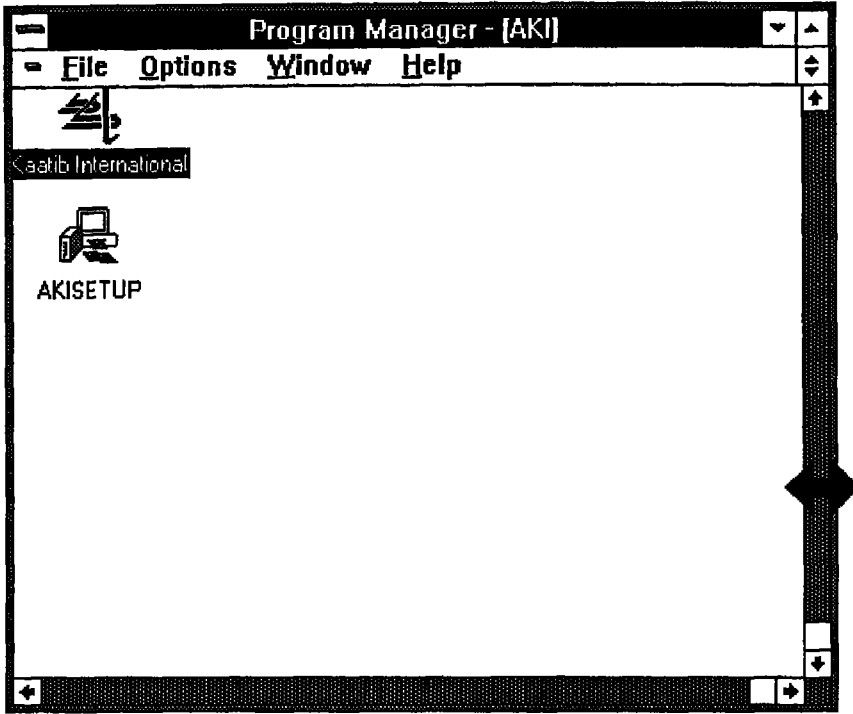 Program Manager - [AKI]
File Options Window Help
Kaatib International
AKISETUP